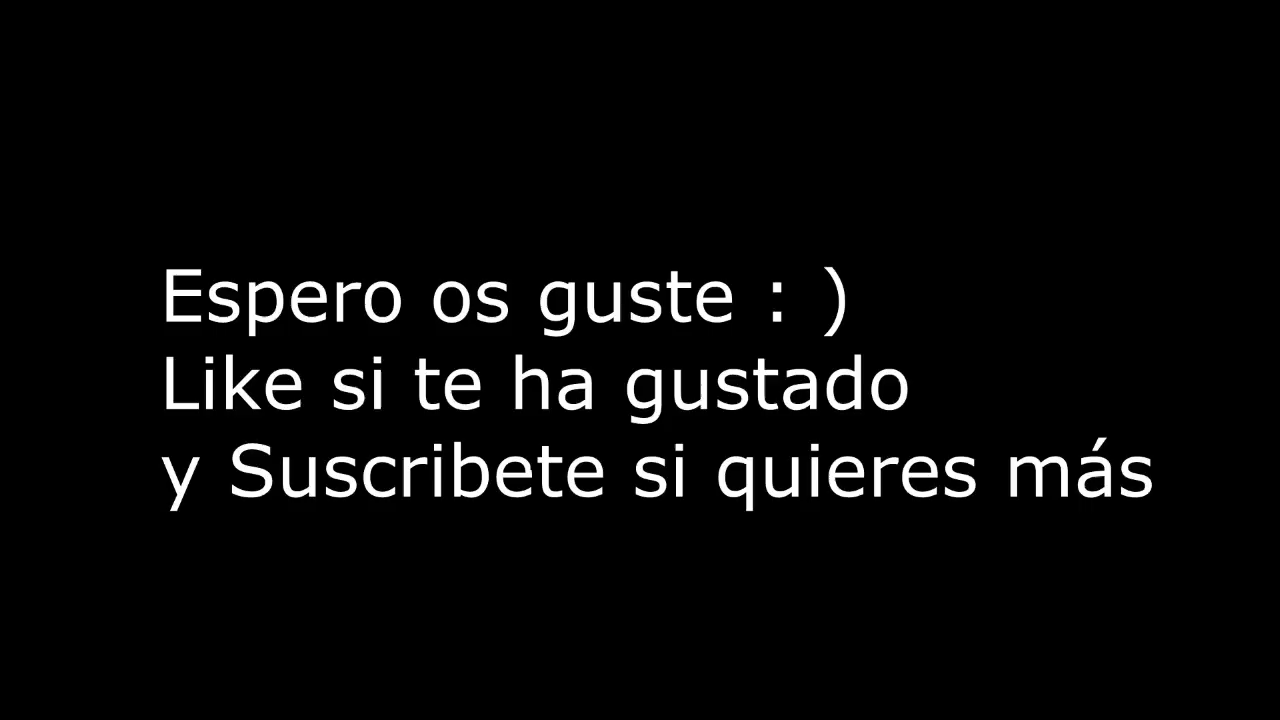 Espero os guste : )
Like si te ha gustado
y Suscribete si quieres más